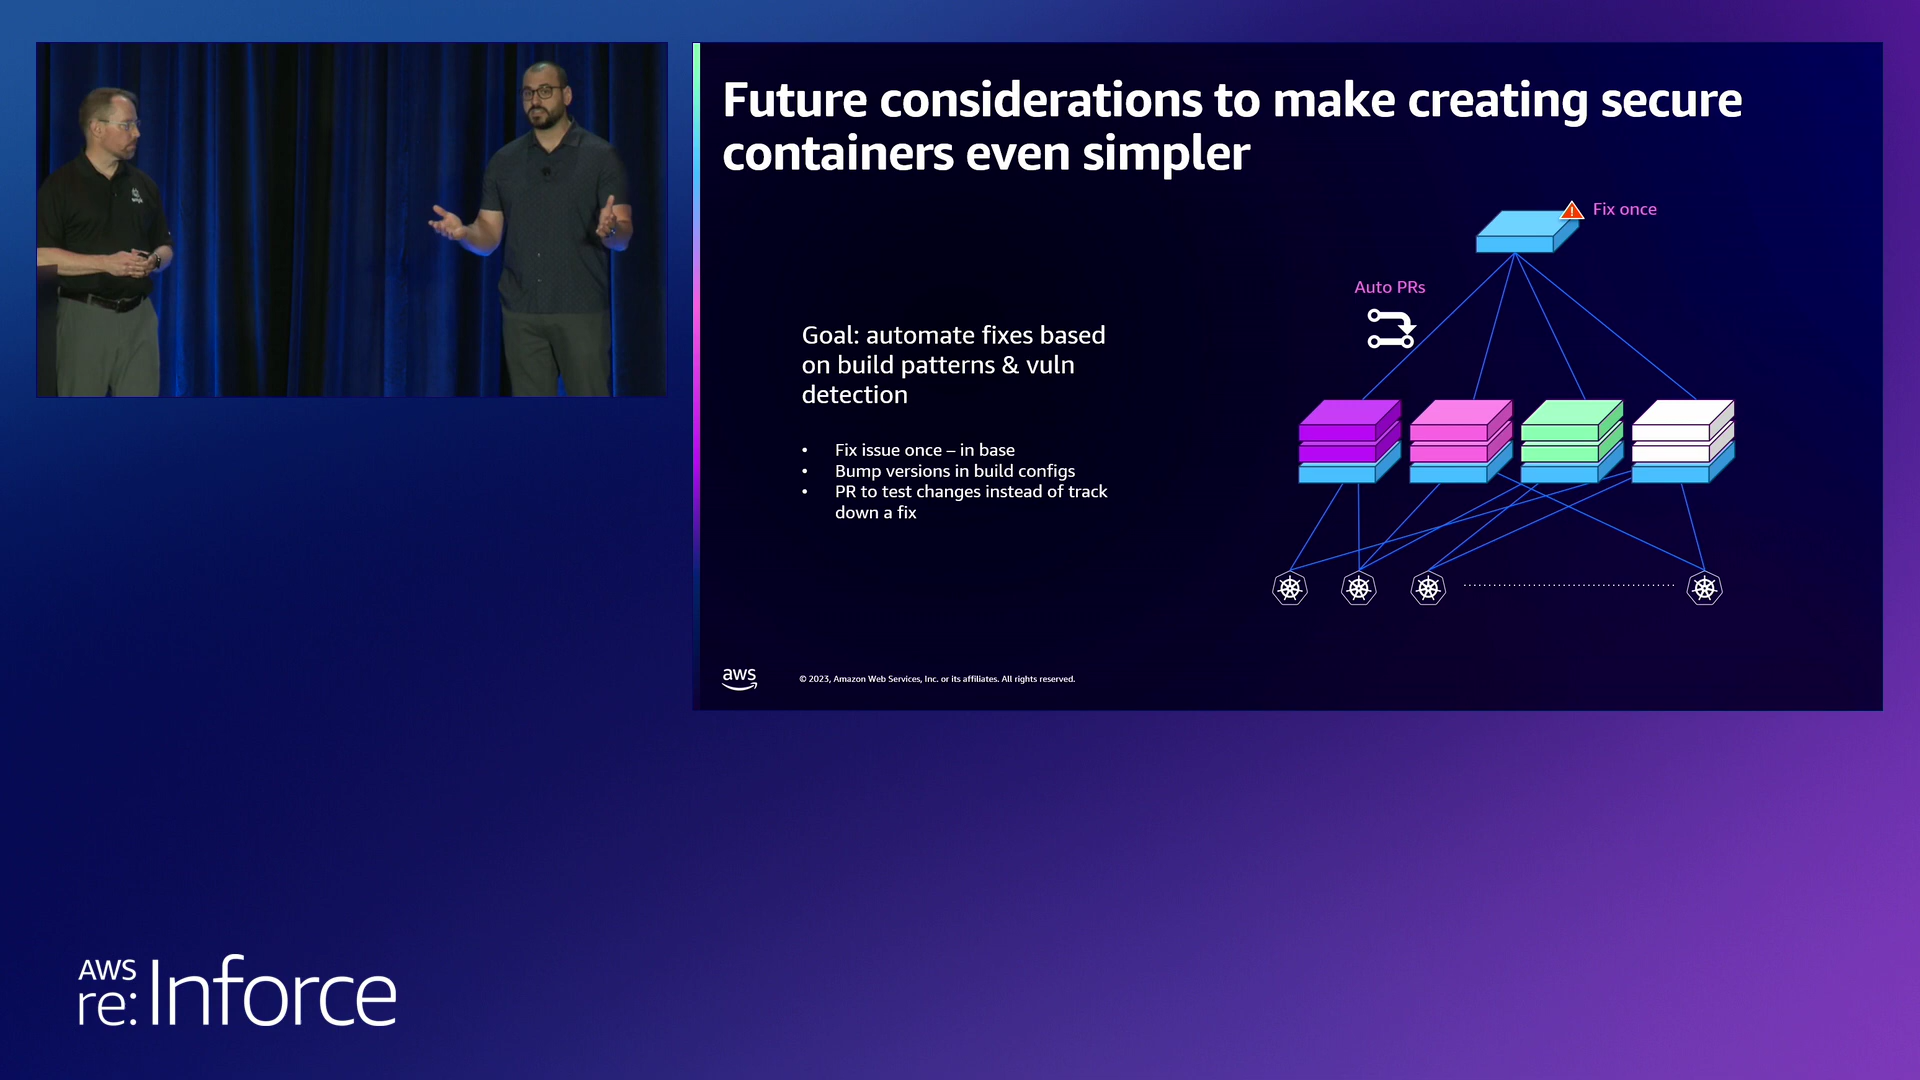 Future considerations to make creating secure
containers even simpler
Fix once
Auto PRs
Goal: automate fixes based
on build patterns & vuln
detection
• Fix issue once – in base
• Bump versions in build configs
• PR to test changes instead of track
down a fix
aws
© 2023, Amazon Web Services, Inc. or its affiliates. All rights reserved.
AWS
re:Inforce